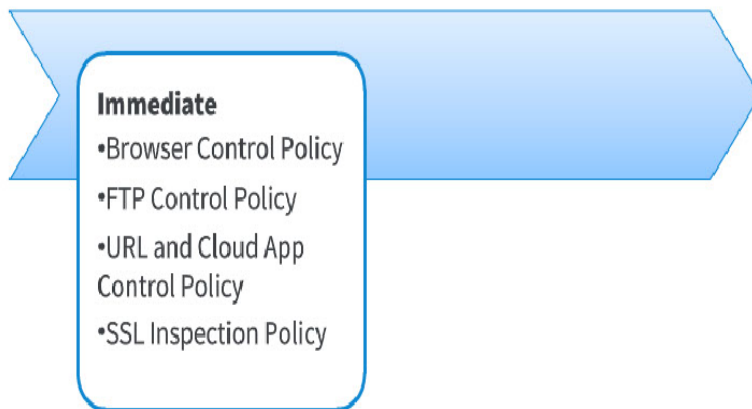 Immediate
•Browser Control Policy
•FTP Control Policy
•URL and Cloud App
Control Policy
•SSL Inspection Policy